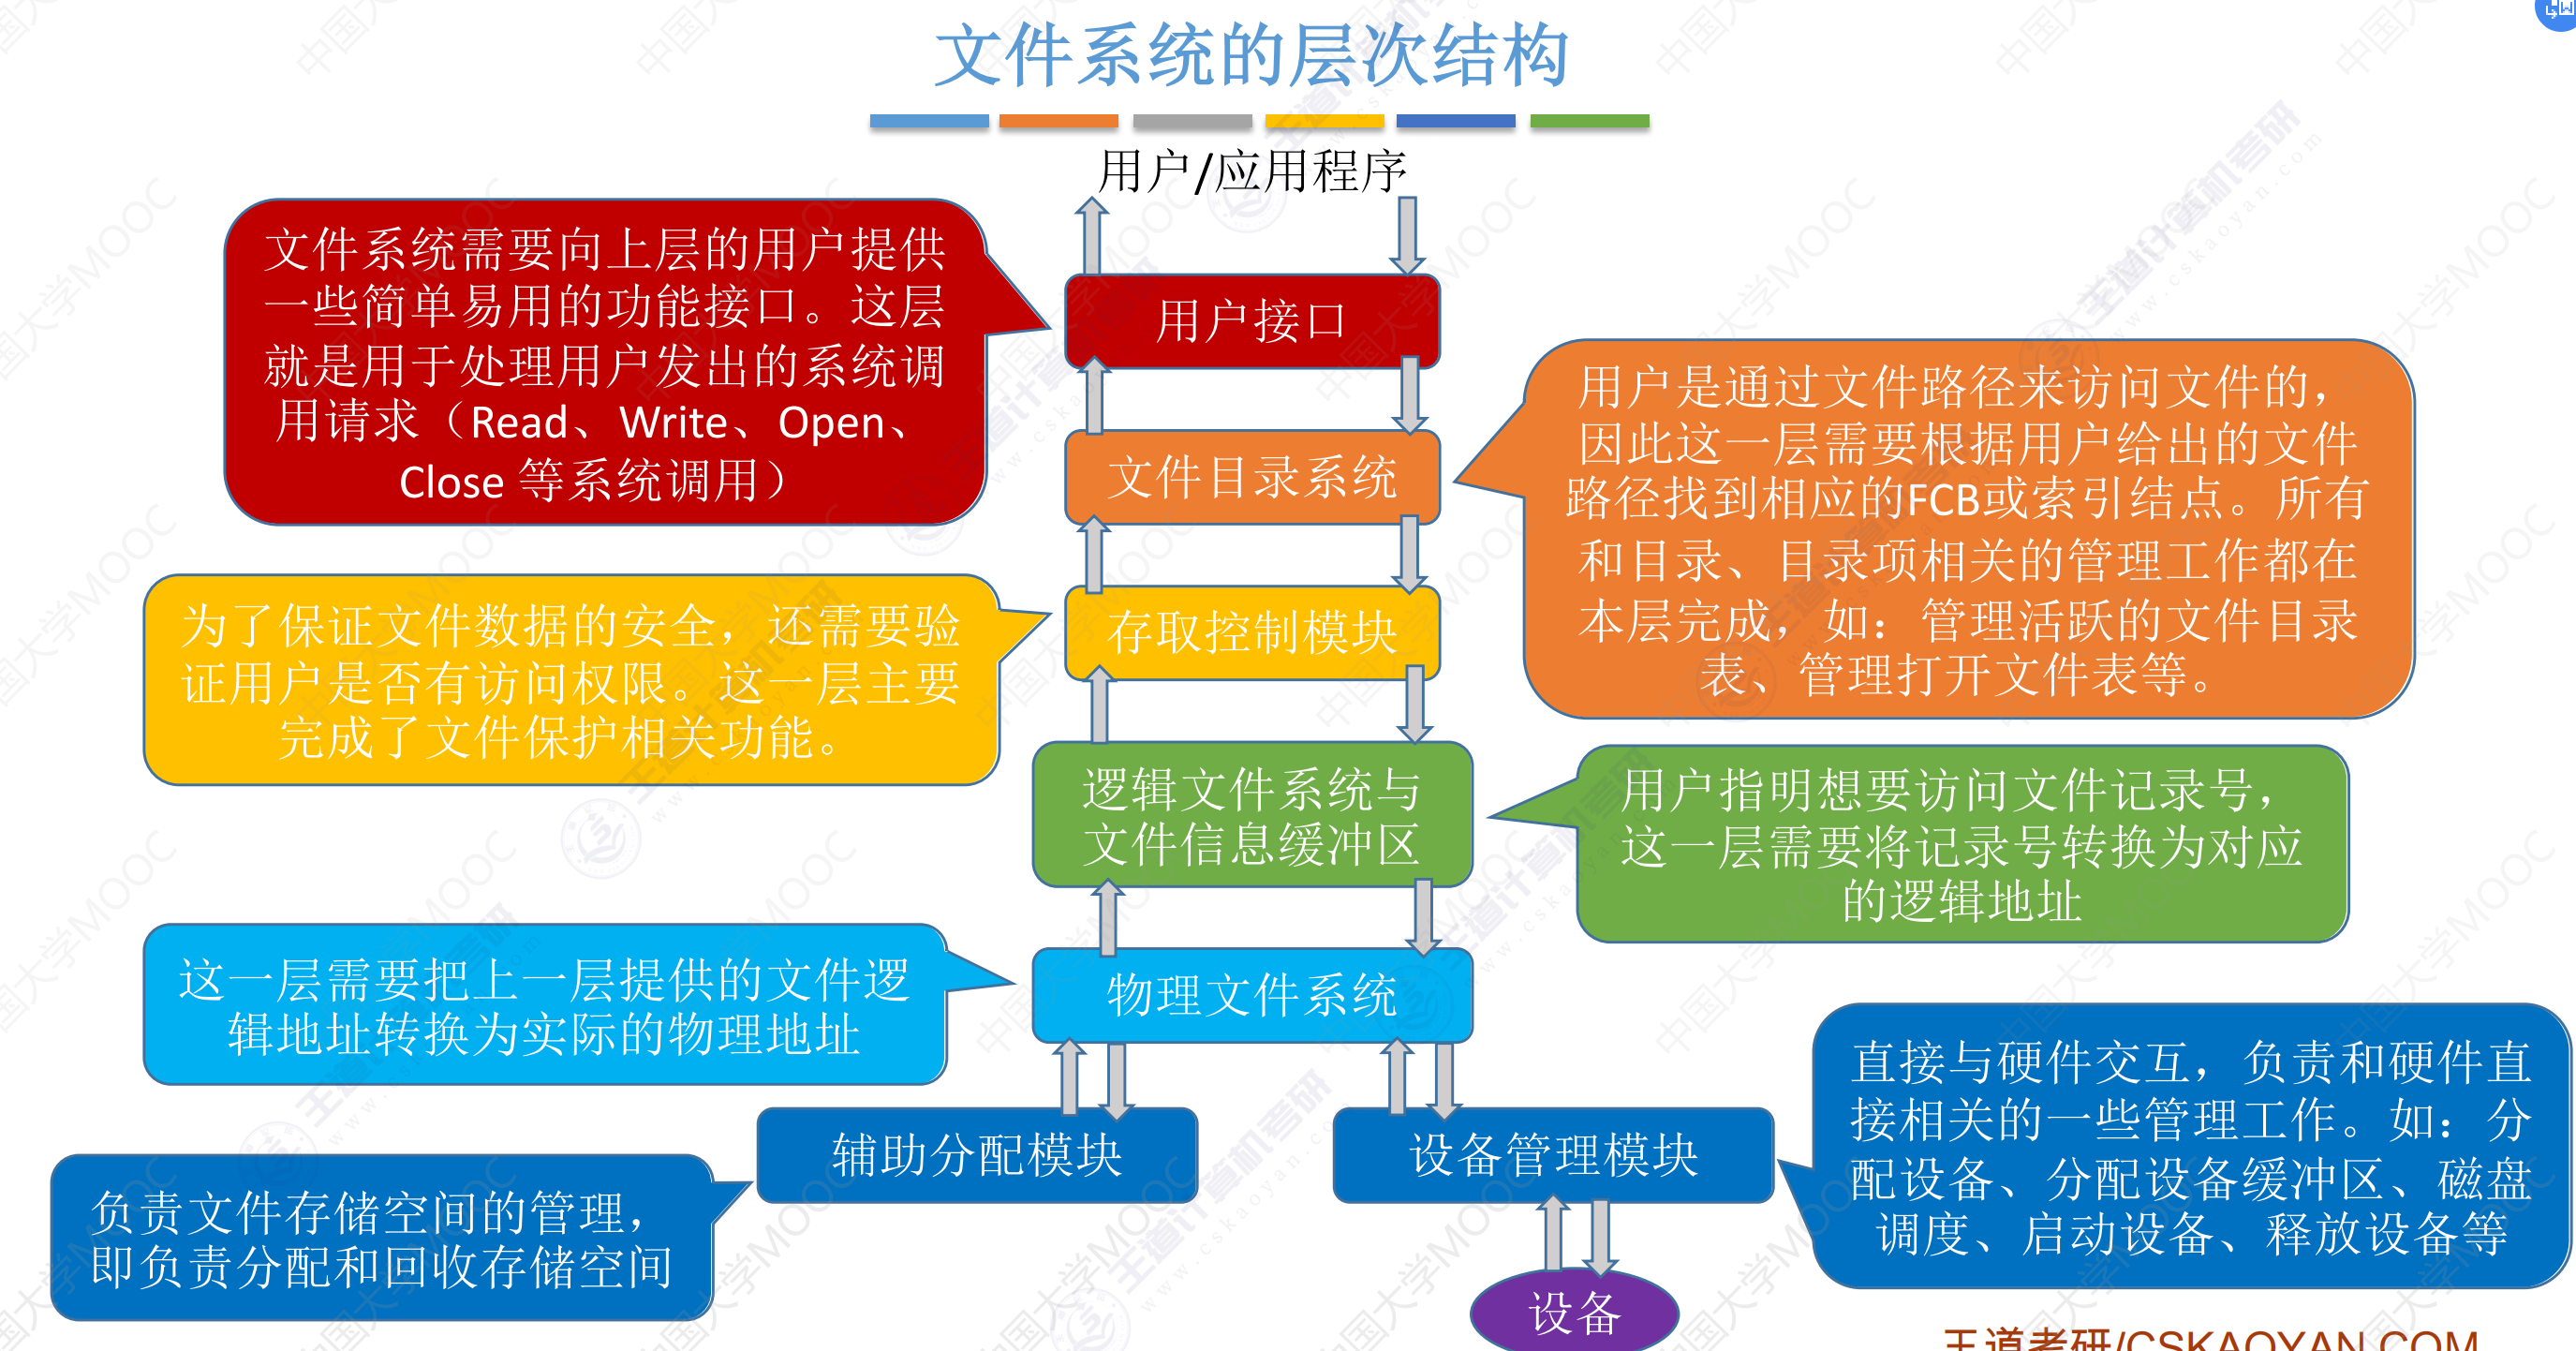 文件系统的层次结构
用户/应用程序
文件系统需要向上层的用户提供
一些简单易用的功能接口。这层
就是用于处理用户发出的系统调
用请求（Read、Write、Open、
Close 等系统调用）
用户接口
用户是通过文件路径来访问文件的，
因此这一层需要根据用户给出的文件
路径找到相应的FCB或索引结点。所有
和目录、目录项相关的管理工作都在
本层完成，如：管理活跃的文件目录
表、管理打开文件表等。
文件目录系统
为了保证文件数据的安全，还需要验
证用户是否有访问权限。这一层主要
完成了文件保护相关功能。
存取控制模块
逻辑文件系统与
文件信息缓冲区
用户指明想要访问文件记录号，
这一层需要将记录号转换为对应
的逻辑地址
这一层需要把上一层提供的文件逻
辑地址转换为实际的物理地址
物理文件系统
直接与硬件交互，负责和硬件直
接相关的一些管理工作。如：分
配设备、分配设备缓冲区、磁盘
调度、启动设备、释放设备等
辅助分配模块
设备管理模块
负责文件存储空间的管理，
即负责分配和回收存储空间
设备
王道考研/CSKAOYAN.COM
中国大学MOOC
王道计算机考研
www.cskaoyan.com